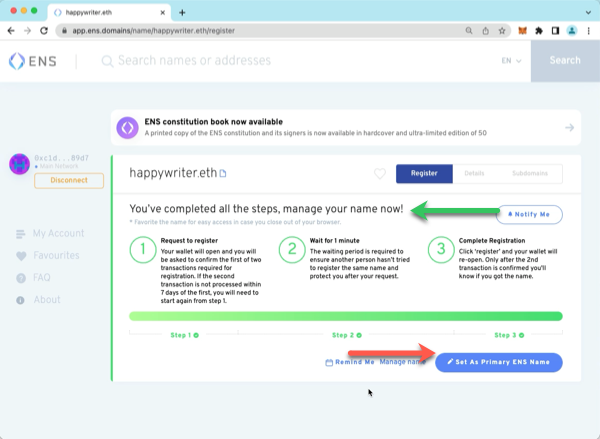 happywriter.eth
app.ens.domains/name/happywriter.eth/register
ENS
Search names or addresses
EN
Search
ENS constitution book now available
A printed copy of the ENS constitution and its signers is now available in hardcover and ultra-limited edition of 50
0xc1d...89d7
Main Network
Disconnect
My Account
Favourites
FAQ
About
happywriter.eth
Register
Details
Subdomains
You've completed all the steps, manage your name now!
* Favorite the name for easy access in case you close out of your browser.
Notify Me
1
Request to register
Your wallet will open and you will
be asked to confirm the first of two
transactions required for
registration. If the second
transaction is not processed within
7 days of the first, you will need to
start again from step 1.
2
Wait for 1 minute
The waiting period is required to
ensure another person hasn't tried
to register the same name and
protect you after your request.
3
Complete Registration
Click 'register' and your wallet will
re-open. Only after the 2nd
transaction is confirmed you'll
know if you got the name.
Step 1
Step 2
Step 3
Remind Me
Manage name
Set As Primary ENS Name